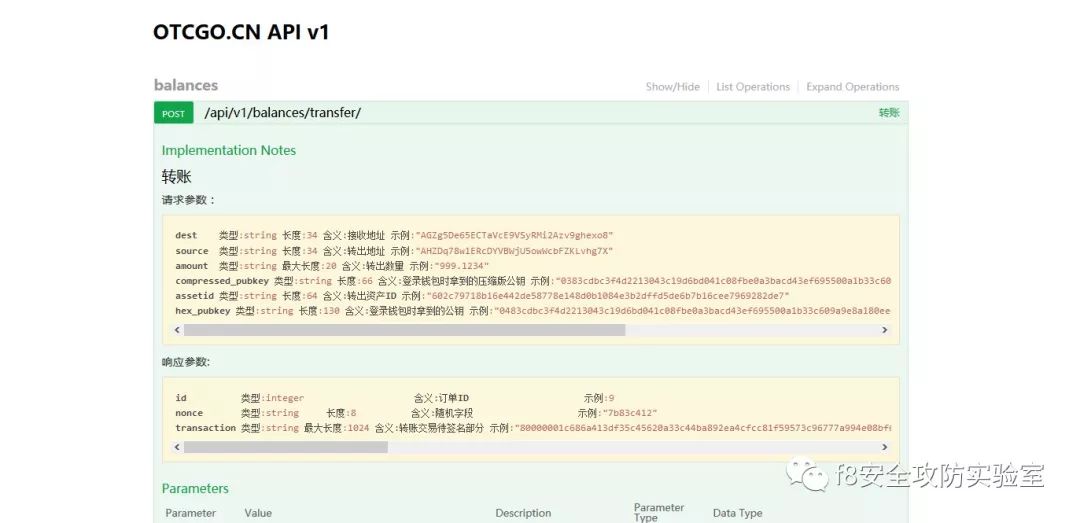 OTCGO.CN API v1
balances Show/Hide List Operations Expand Operations
POST /api/v1/balances/transfer/ 转账
Implementation Notes
转账
请求参数：
dest 类型:string 长度:34 含义:接收地址 示例:"AGZg5De65ECTaVcE9VSyRMi2Azv9ghexo8"
source 类型:string 长度:34 含义:转出地址 示例:"AHZDq78w1ERcDYVBWjU5owWcbFZKLvhg7X"
amount 类型:string 最大长度:20 含义:转出数量 示例:"999.1234"
compressed_pubkey 类型:string 长度:66 含义:登录钱包时拿到的压缩版公钥 示例:"0383cdbc3f4d2213043c19d6bd041c08fbe0a3bacd43ef695500a1b33c60
assetid 类型:string 长度:64 含义:转出资产ID 示例:"602c79718b16e442de58778e148d0b1084e3b2dffd5de6b7b16cee7969282de7"
hex_pubkey 类型:string 长度:130 含义:登录钱包时拿到的公钥 示例:"0483cdbc3f4d2213043c19d6bd041c08fbe0a3bacd43ef695500a1b33c609a9e8a180ee
响应参数:
id 类型:integer 含义:订单ID 示例:9
nonce 类型:string 长度:8 含义:随机字段 示例:"7b83c412"
transaction 类型:string 最大长度:1024 含义:转账交易待签名部分 示例:"80000001c686a413df35c45620a33c44ba892ea4cfcc81f59573c96777a994e08bf
f8安全攻防实验室
Parameters
Parameter Value Description Parameter Type Data Type